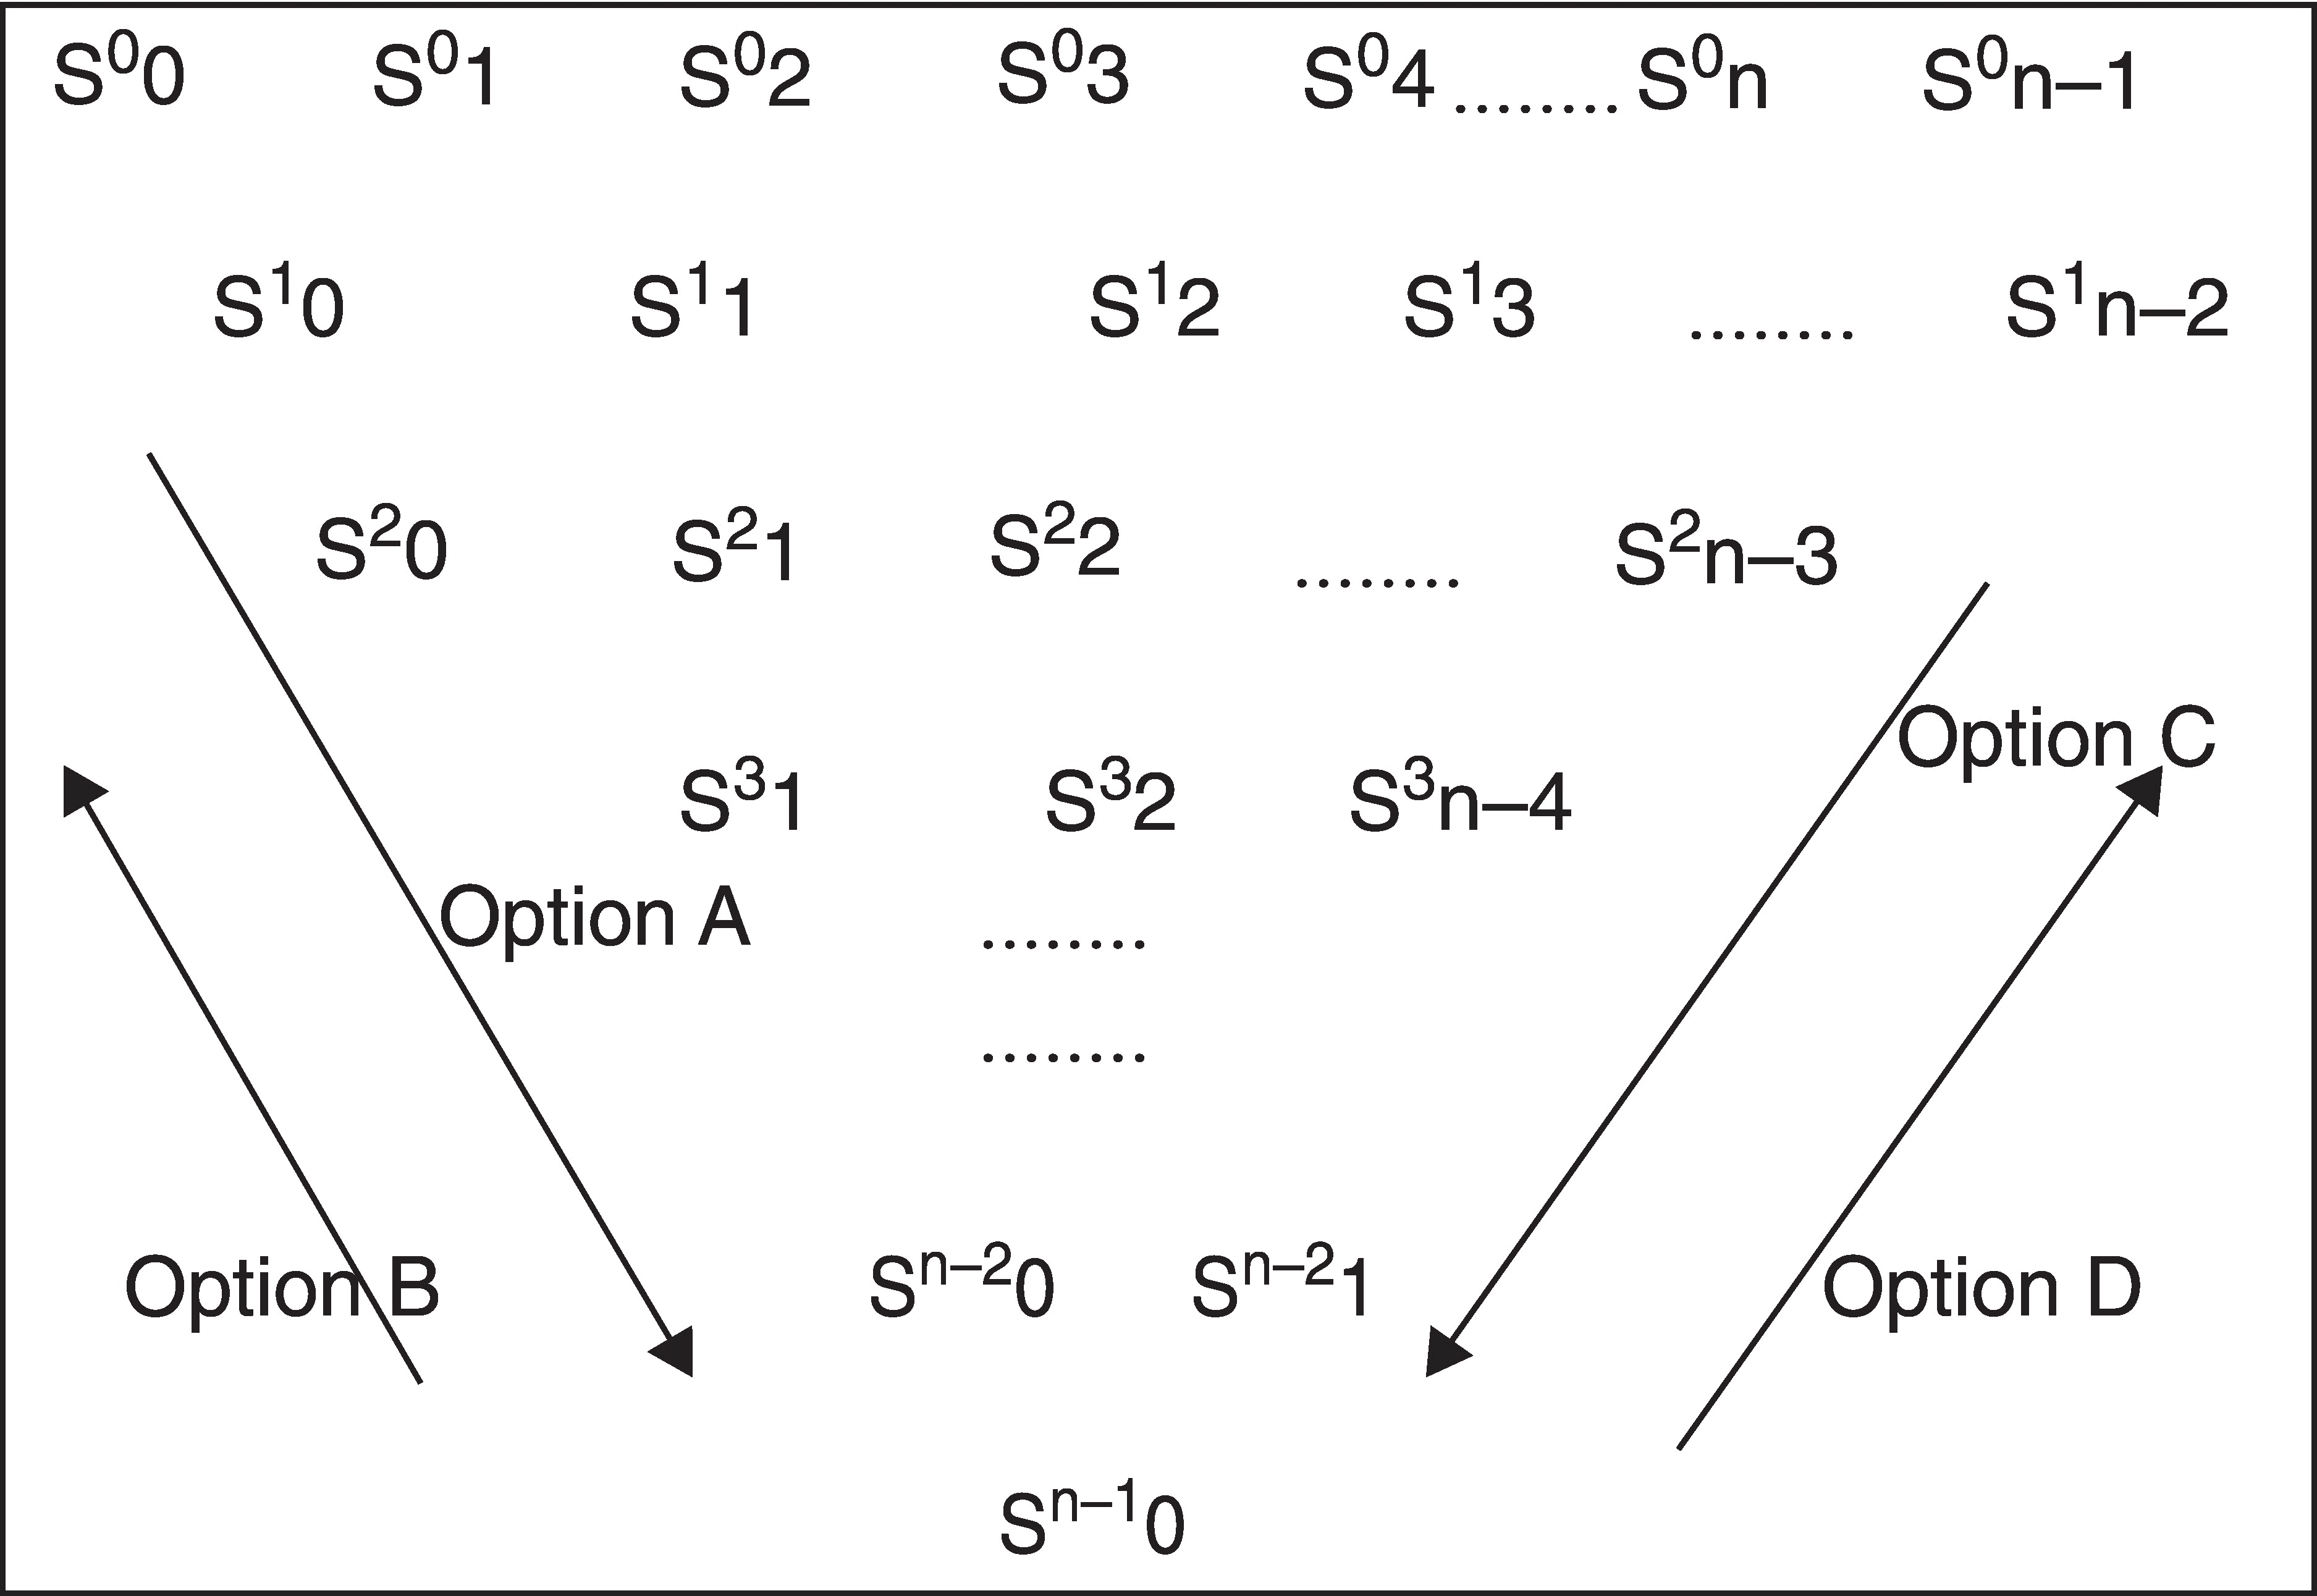 S⁰0 S⁰1 S⁰2 S⁰3 S⁰4 ........ S⁰n S⁰n–1
S¹0 S¹1 S¹2 S¹3 ........ S¹n–2
S²0 S²1 S²2 ........ S²n–3
Option C
S³1 S³2 S³n–4
Option A ........
........
Option B Sⁿ⁻²0 Sⁿ⁻²1 Option D
Sⁿ⁻¹0